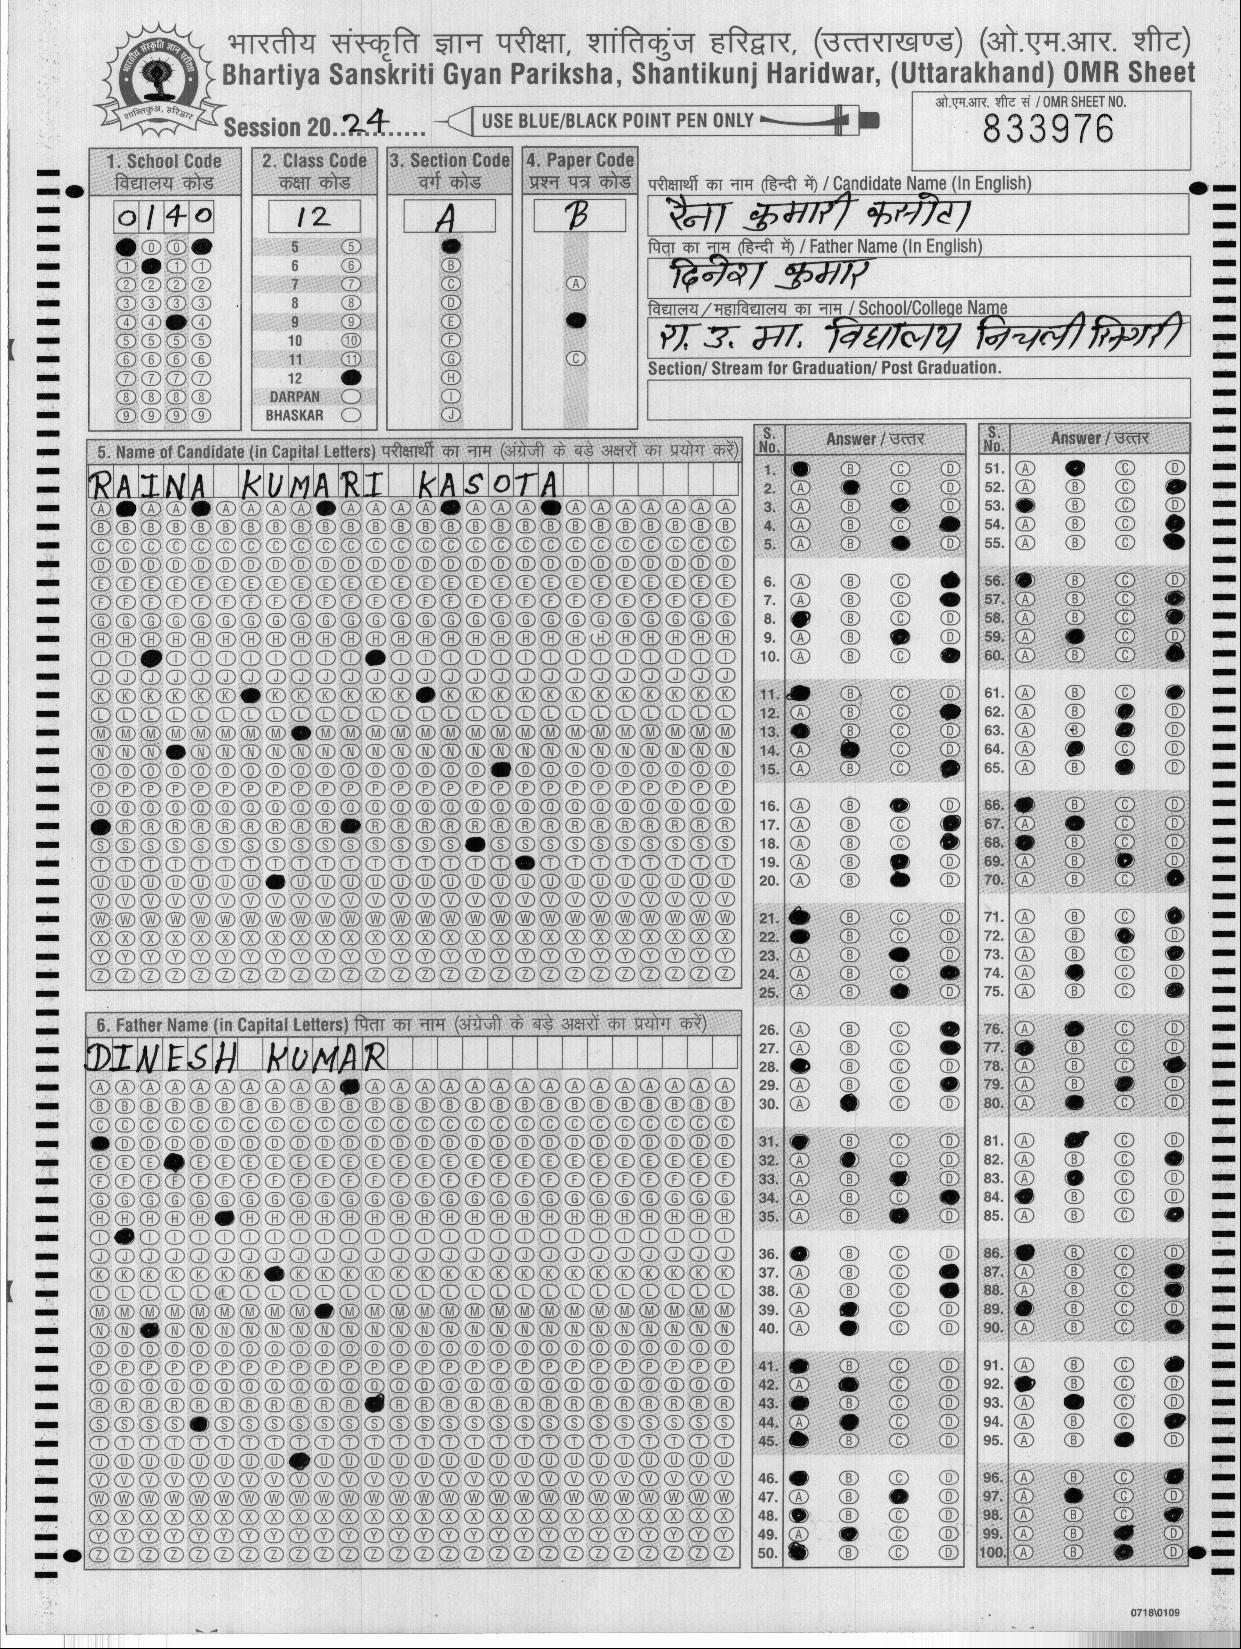 भारतीय संस्कृति ज्ञान परीक्षा, शांतिकुंज हरिद्वार, (उत्तराखण्ड) (ओ.एम.आर. शीट)
Bhartiya Sanskriti Gyan Pariksha, Shantikunj Haridwar, (Uttarakhand) OMR Sheet
Session 20..24............
USE BLUE/BLACK POINT PEN ONLY
ओ.एम.आर. शीट सं / OMR SHEET NO.
833976
1. School Code
विद्यालय कोड
0140
2. Class Code
कक्षा कोड
12
5
6
7
8
9
10
11
12
DARPAN
BHASKAR
3. Section Code
वर्ग कोड
A
4. Paper Code
प्रश्न पत्र कोड
B
परीक्षार्थी का नाम (हिन्दी में) / Candidate Name (In English)
रैना कुमारी कसोटा
पिता का नाम (हिन्दी में) / Father Name (In English)
दिनेश कुमार
विद्यालय / महाविद्यालय का नाम / School/College Name
रा. उ. मा. विद्यालय निचली
Section/ Stream for Graduation/ Post Graduation.
5. Name of Candidate (in Capital Letters) परीक्षार्थी का नाम (अंग्रेजी के बड़े अक्षरों का प्रयोग करें)
RAINA KUMARI KASOTA
6. Father Name (in Capital Letters) पिता का नाम (अंग्रेजी के बड़े अक्षरों का प्रयोग करें)
DINESH KUMAR
S. No. Answer / उत्तर
S. No. Answer / उत्तर
0718\0109